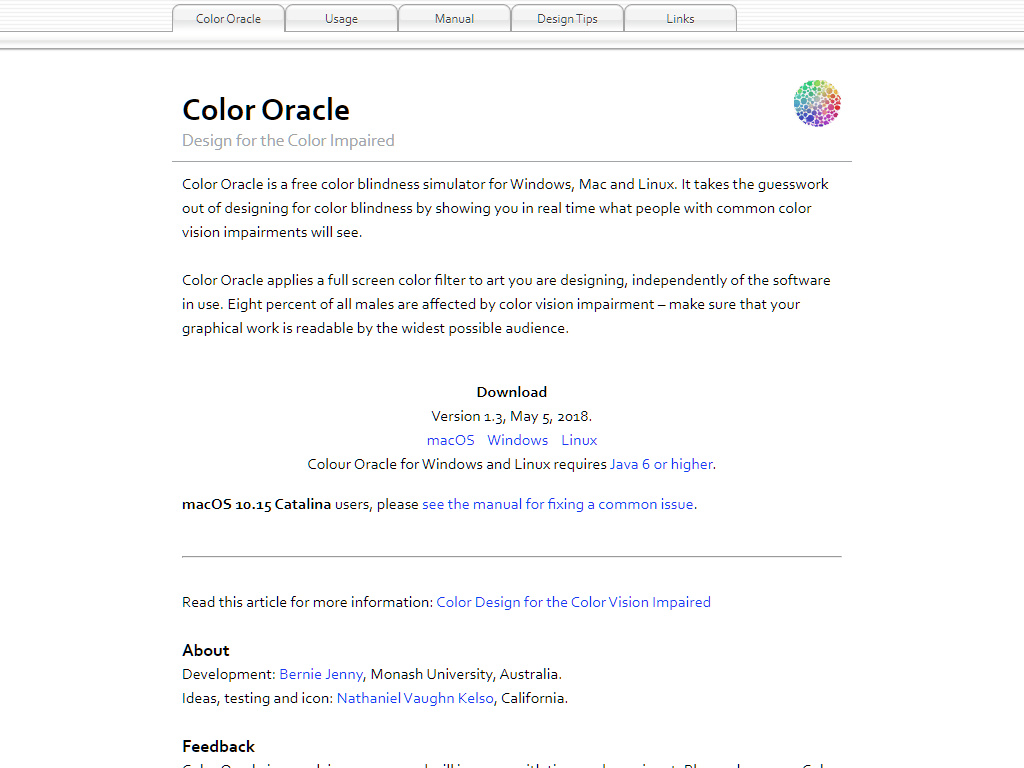 Color Oracle
Usage
Manual
Design Tips
Links
Color Oracle
Design for the Color Impaired
Color Oracle is a free color blindness simulator for Windows, Mac and Linux. It takes the guesswork
out of designing for color blindness by showing you in real time what people with common color
vision impairments will see.
Color Oracle applies a full screen color filter to art you are designing, independently of the software
in use. Eight percent of all males are affected by color vision impairment – make sure that your
graphical work is readable by the widest possible audience.
Download
Version 1.3, May 5, 2018.
macOS Windows Linux
Colour Oracle for Windows and Linux requires Java 6 or higher.
macOS 10.15 Catalina users, please see the manual for fixing a common issue.
Read this article for more information: Color Design for the Color Vision Impaired
About
Development: Bernie Jenny, Monash University, Australia.
Ideas, testing and icon: Nathaniel Vaughn Kelso, California.
Feedback